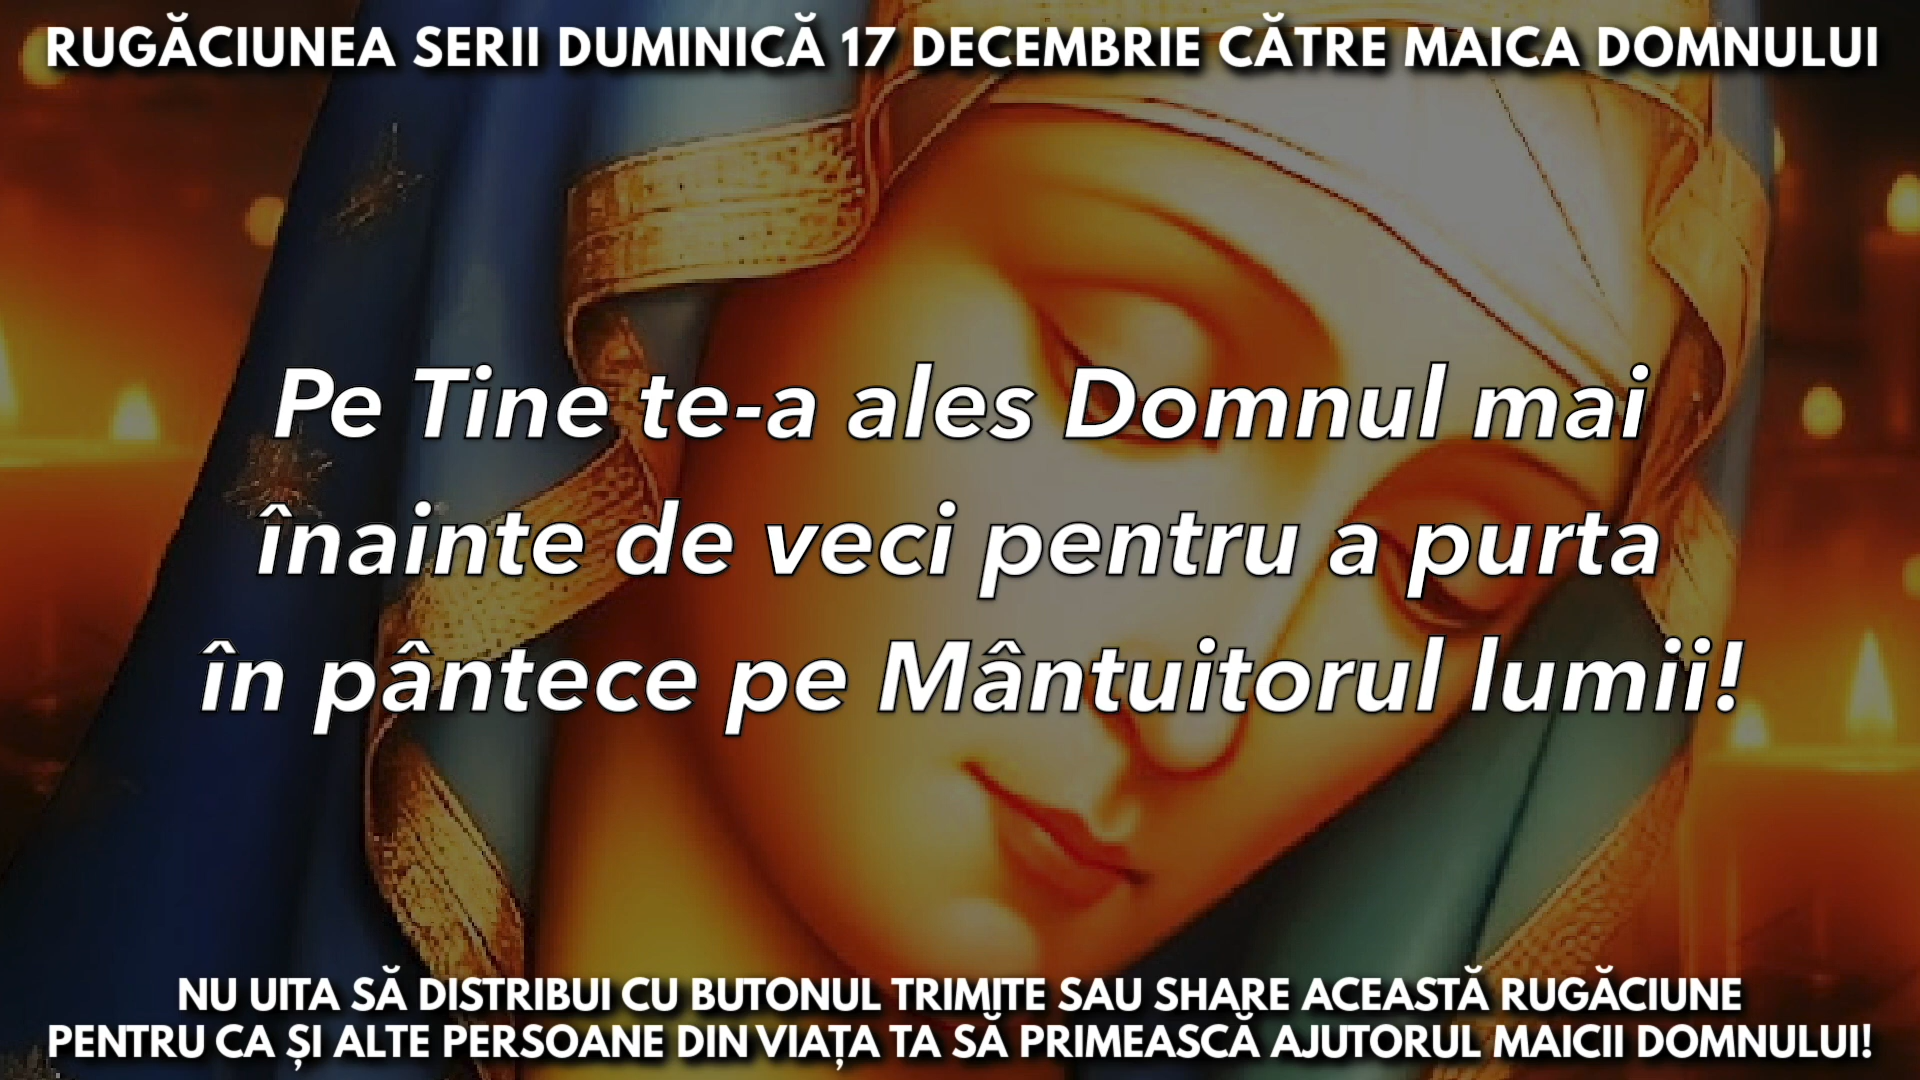 RUGĂCIUNEA SERII DUMINICĂ 17 DECEMBRIE CĂTRE MAICA DOMNULUI
Pe Tine te-a ales Domnul mai
înainte de veci pentru a purta
în pântece pe Mântuitorul lumii!
NU UITA SĂ DISTRIBUI CU BUTONUL TRIMITE SAU SHARE ACEASTĂ RUGĂCIUNE
PENTRU CA ȘI ALTE PERSOANE DIN VIAȚA TA SĂ PRIMEASCĂ AJUTORUL MAICII DOMNULUI!